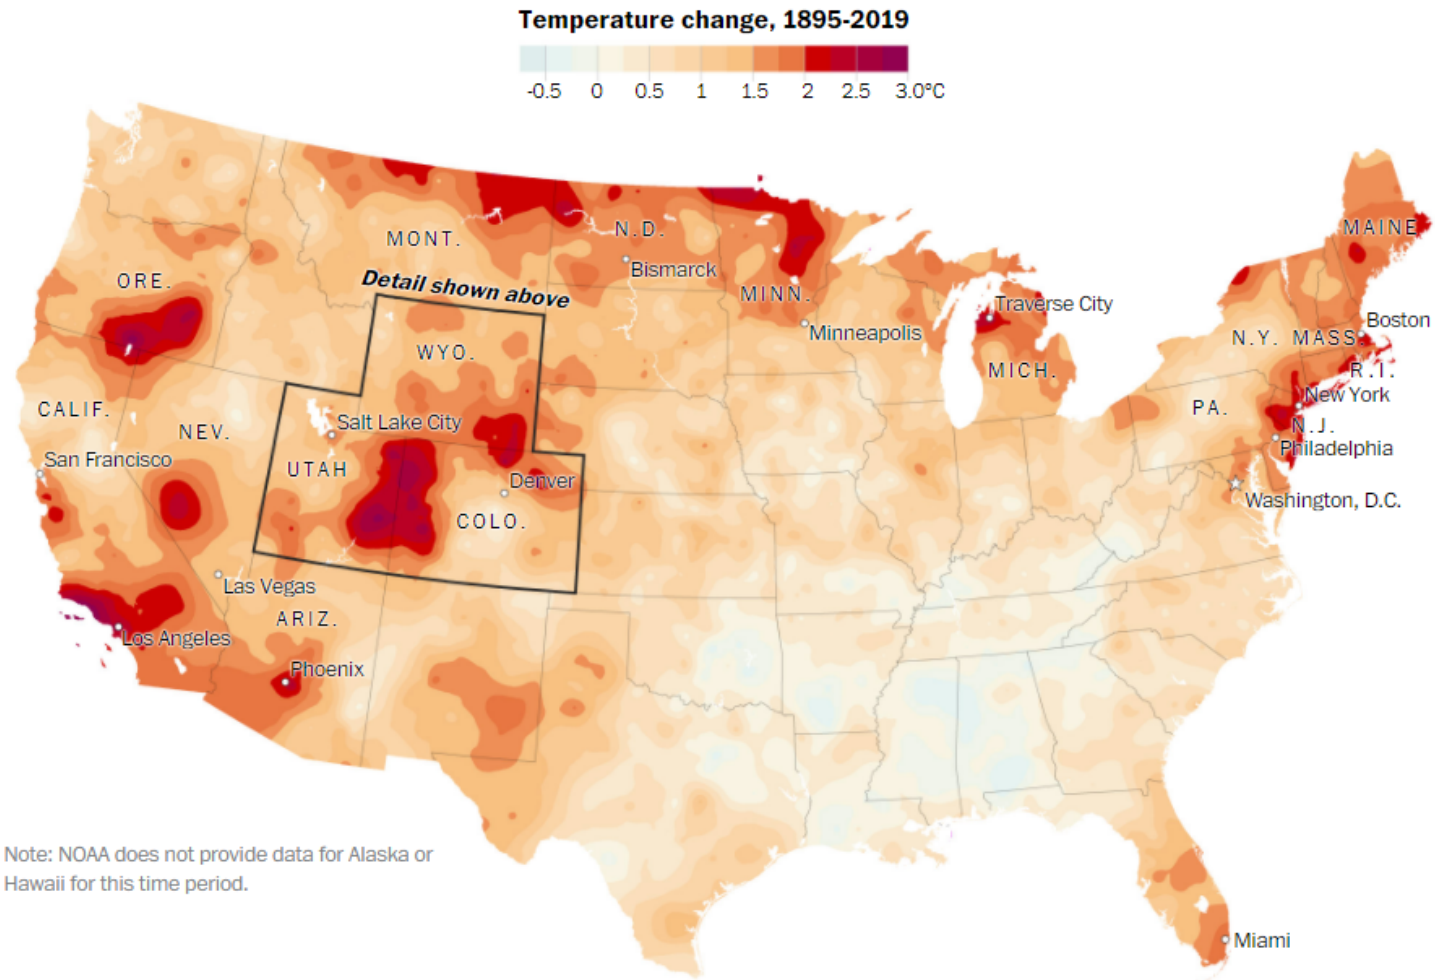 Temperature change, 1895-2019
-0.5 0 0.5 1 1.5 2 2.5 3.0°C
MONT.
N.D.
MAINE
ORE.
Bismarck
Detail shown above
MINN.
Traverse City
Minneapolis
Boston
N.Y. MASS.
WYO.
MICH.
R.I.
New York
CALIF.
PA.
NEV.
Salt Lake City
N.J.
Philadelphia
San Francisco
UTAH
Denver
Washington, D.C.
COLO.
Las Vegas
ARIZ.
Los Angeles
Phoenix
Note: NOAA does not provide data for Alaska or
Hawaii for this time period.
Miami